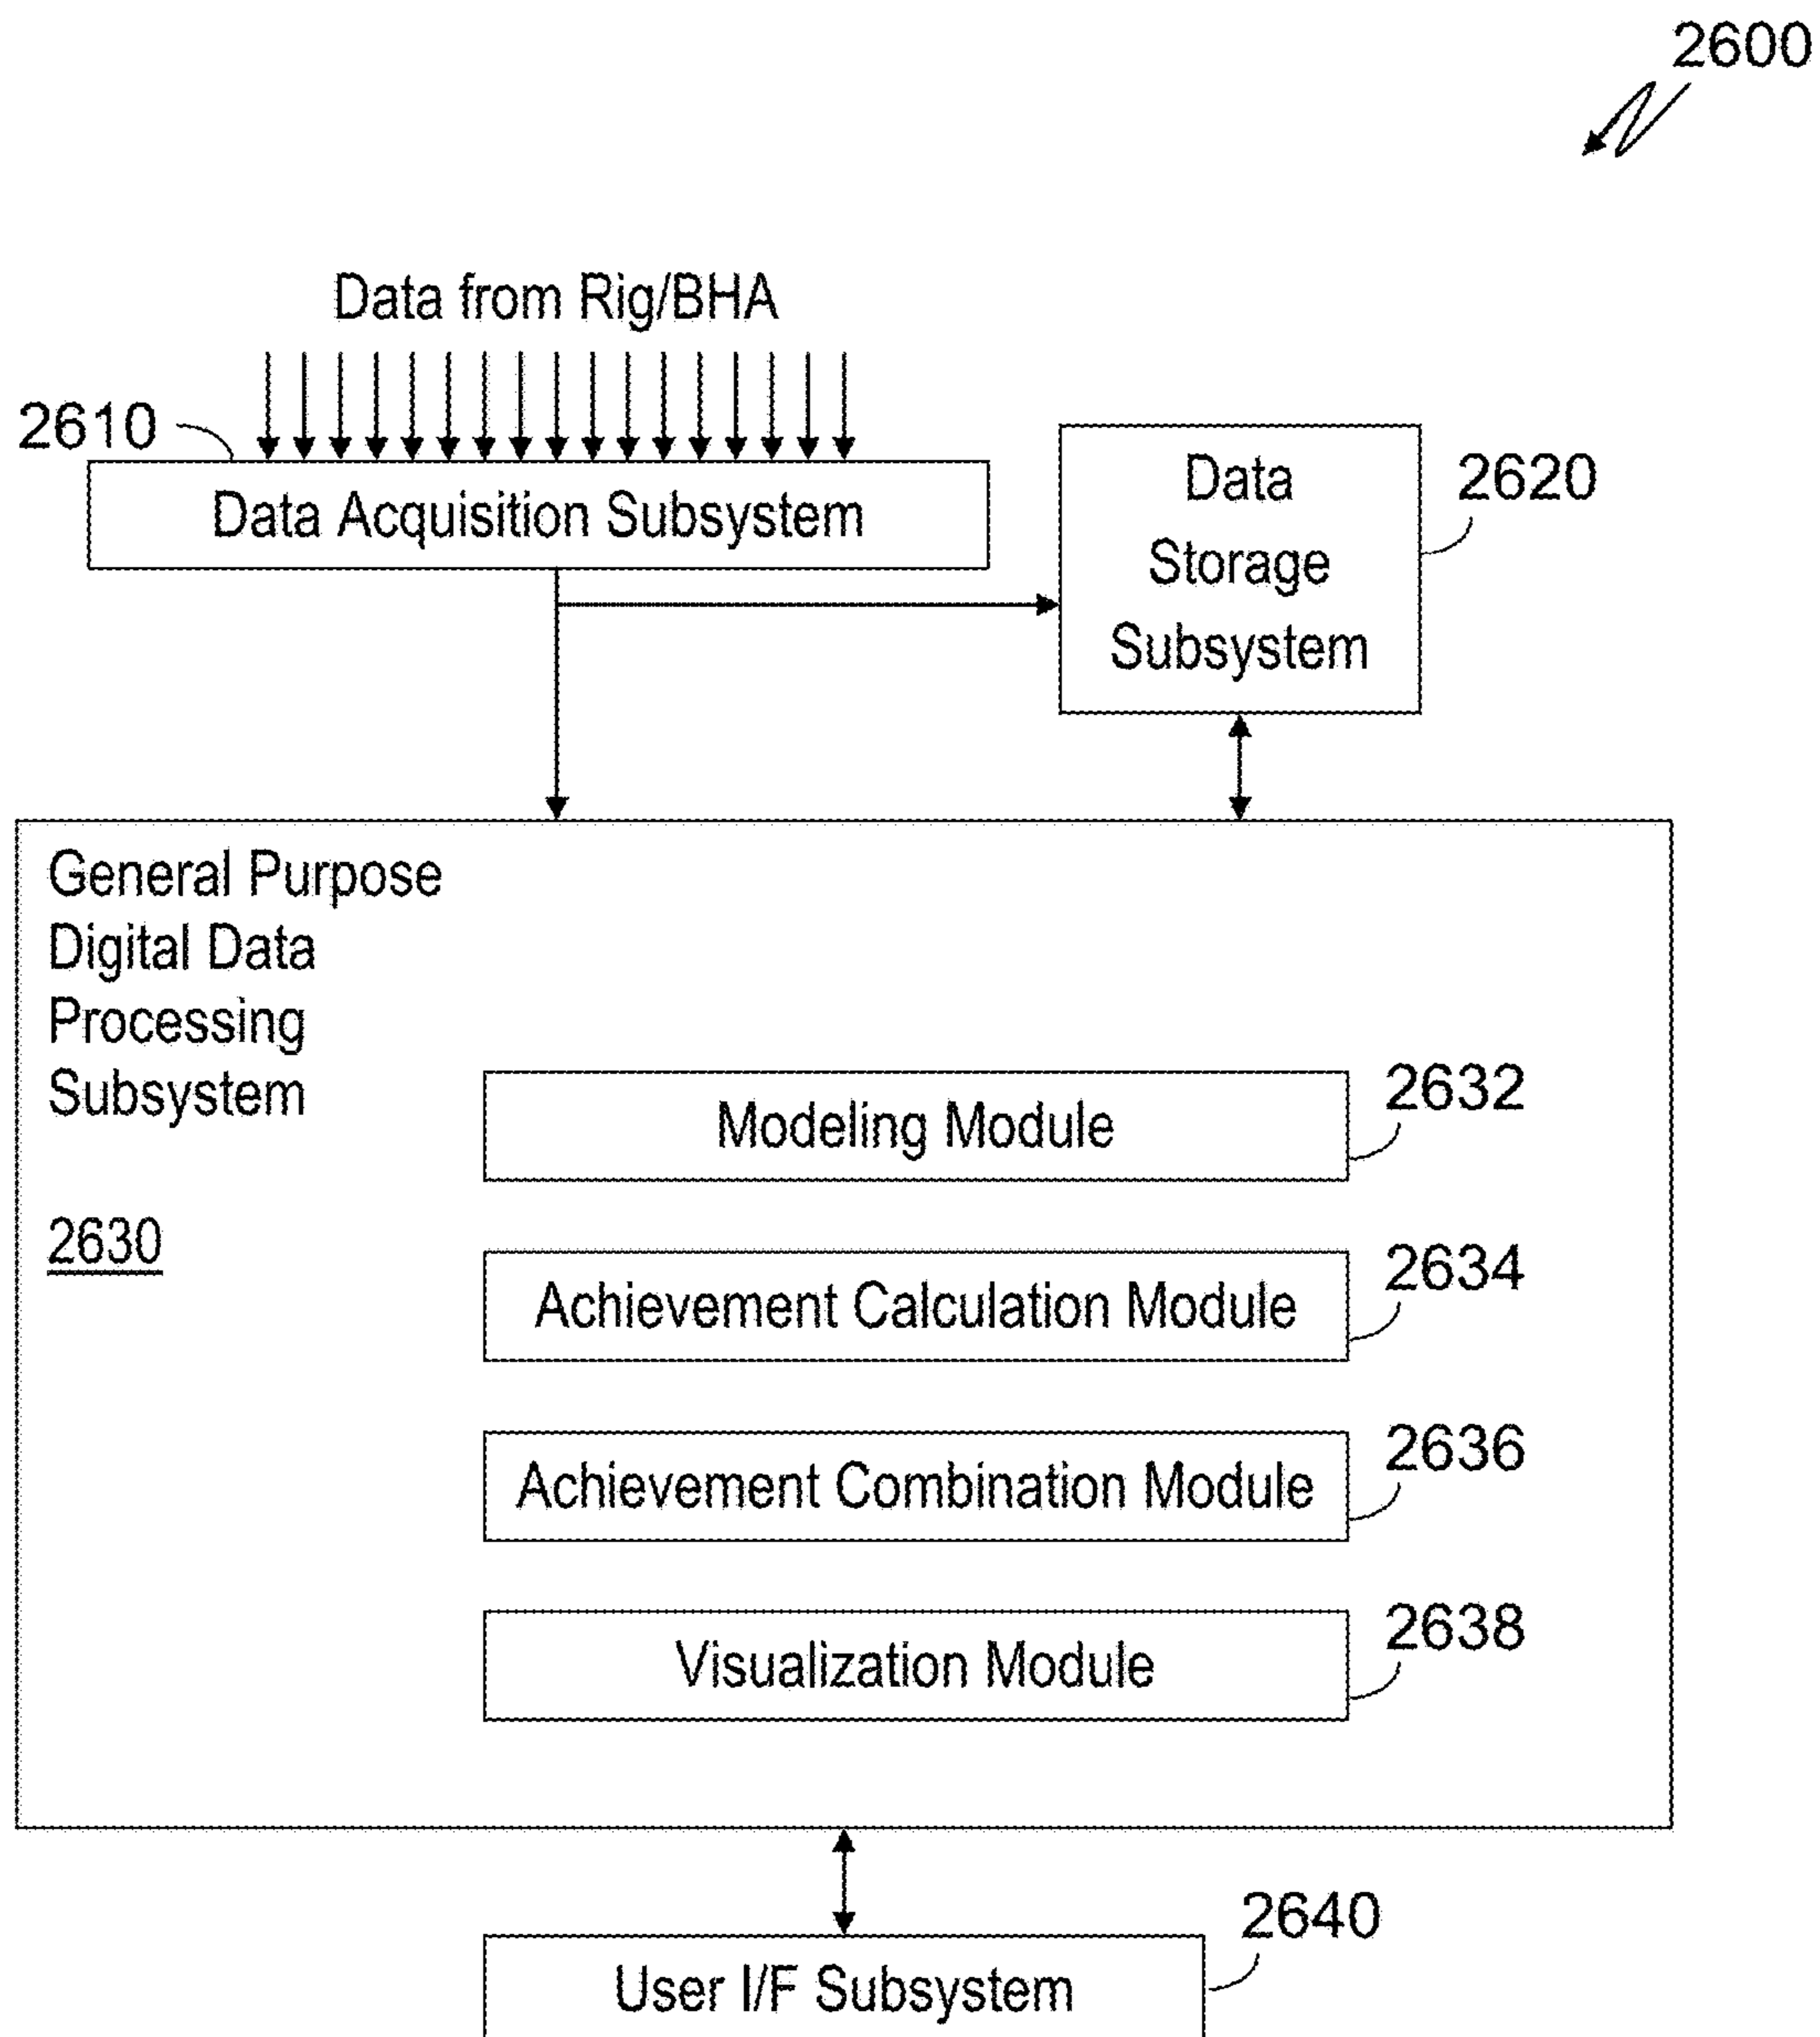 2600
Data from Rig/BHA
2610
Data Acquisition Subsystem
Data
Storage
Subsystem
2620
General Purpose
Digital Data
Processing
Subsystem
2630
Modeling Module
2632
Achievement Calculation Module
2634
Achievement Combination Module
2636
Visualization Module
2638
2640
User I/F Subsystem